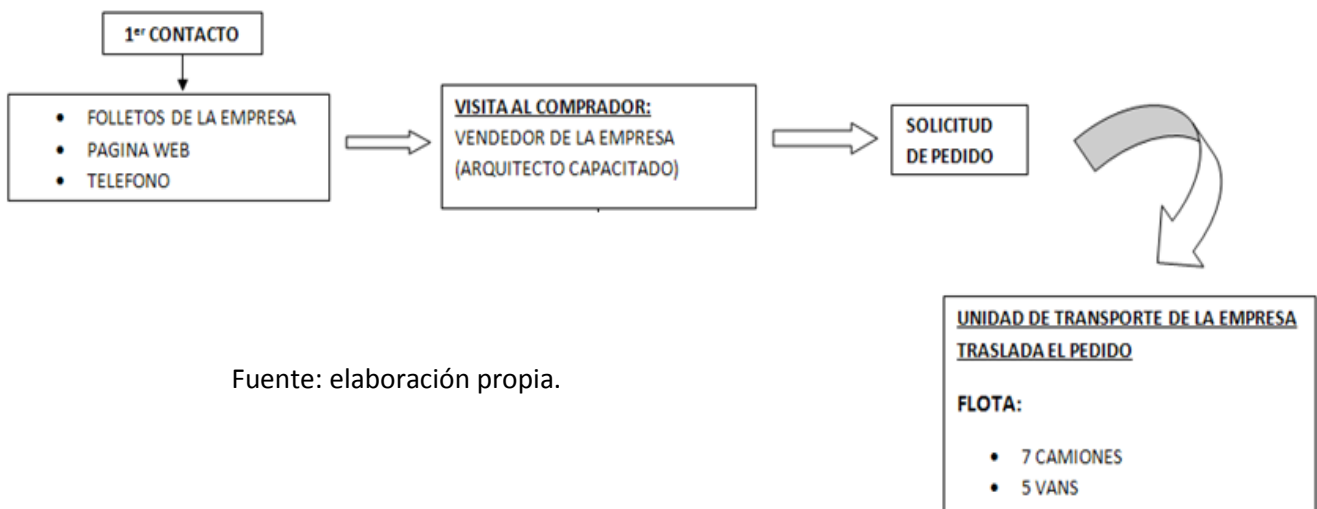 1er CONTACTO
• FOLLETOS DE LA EMPRESA
• PAGINA WEB
• TELEFONO
VISITA AL COMPRADOR:
VENDEDOR DE LA EMPRESA
(ARQUITECTO CAPACITADO)
SOLICITUD
DE PEDIDO
UNIDAD DE TRANSPORTE DE LA EMPRESA
TRASLADA EL PEDIDO
FLOTA:
• 7 CAMIONES
• 5 VANS
Fuente: elaboración propia.